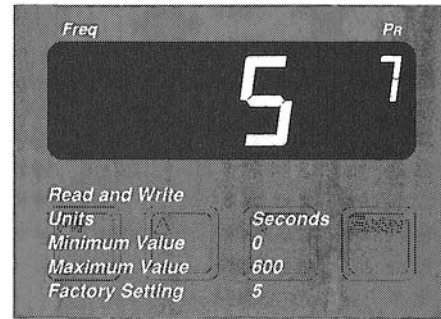 Freq PR
5 7
Read and Write
Units Seconds
Minimum Value 0
Maximum Value 600
Factory Setting 5